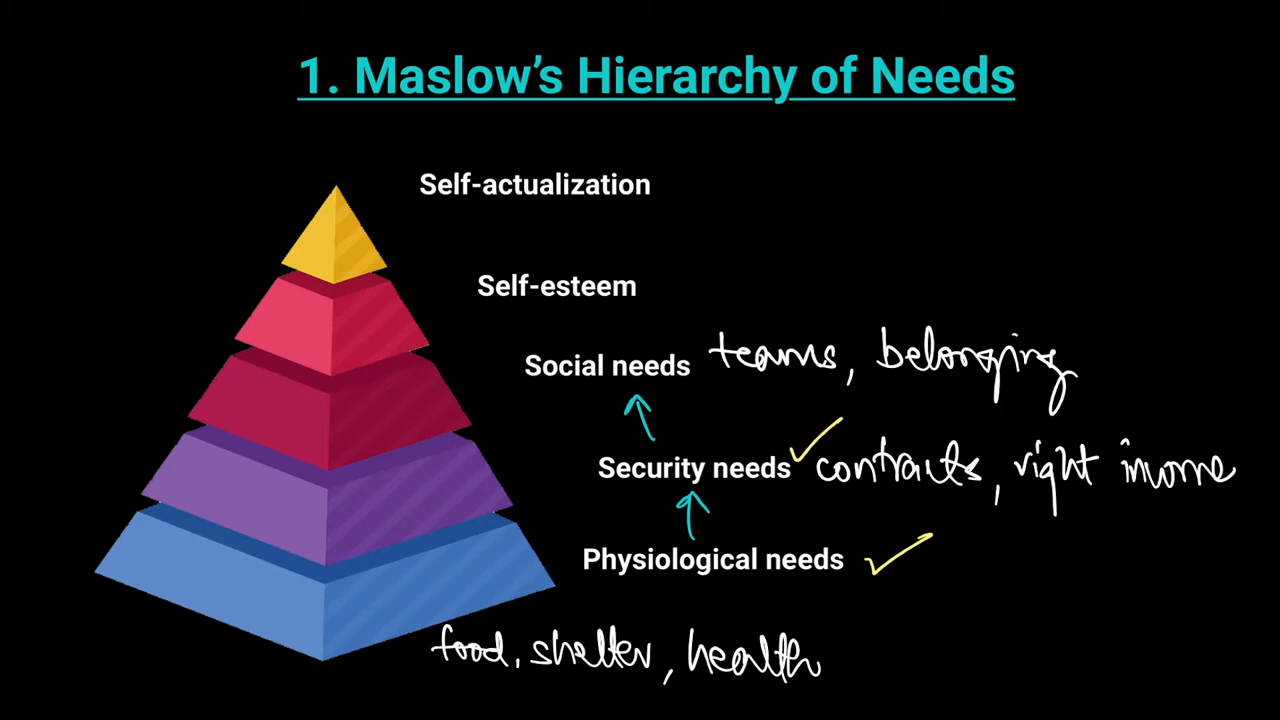 1. Maslow’s Hierarchy of Needs
Self-actualization
Self-esteem
Social needs teams, belonging
Security needs contracts, right income
Physiological needs
food, shelter, health